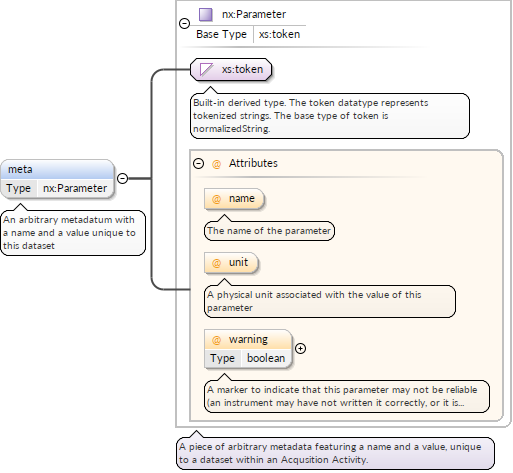 nx:Parameter
Base Type xs:token
xs:token
Built-in derived type. The token datatype represents
tokenized strings. The base type of token is
normalizedString.
meta
Type nx:Parameter
An arbitrary metadatum with
a name and a value unique to
this dataset
@ Attributes
@ name
The name of the parameter
@ unit
A physical unit associated with the value of this
parameter
@ warning
Type boolean
A marker to indicate that this parameter may not be reliable
(an instrument may have not written it correctly, or it is...
A piece of arbitrary metadata featuring a name and a value, unique
to a dataset within an Acqusition Activity.